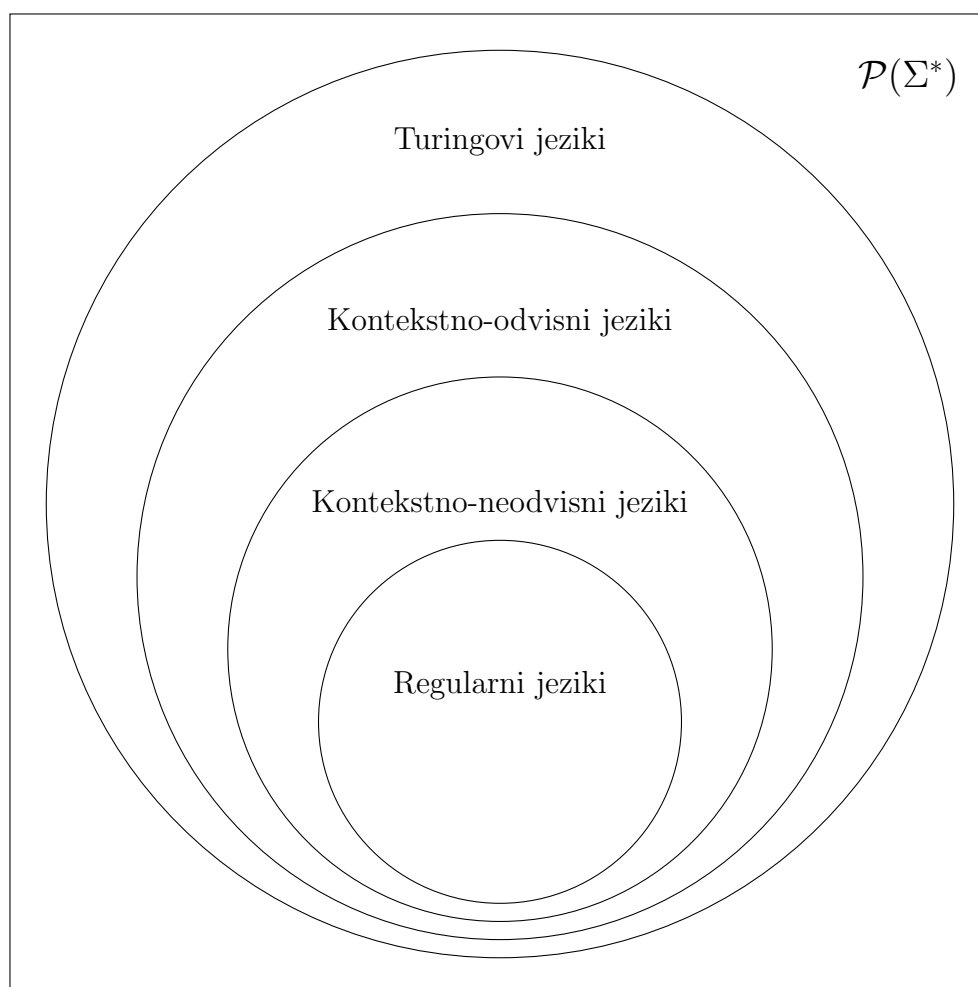 𝒫(Σ*)
Turingovi jeziki
Kontekstno-odvisni jeziki
Kontekstno-neodvisni jeziki
Regularni jeziki